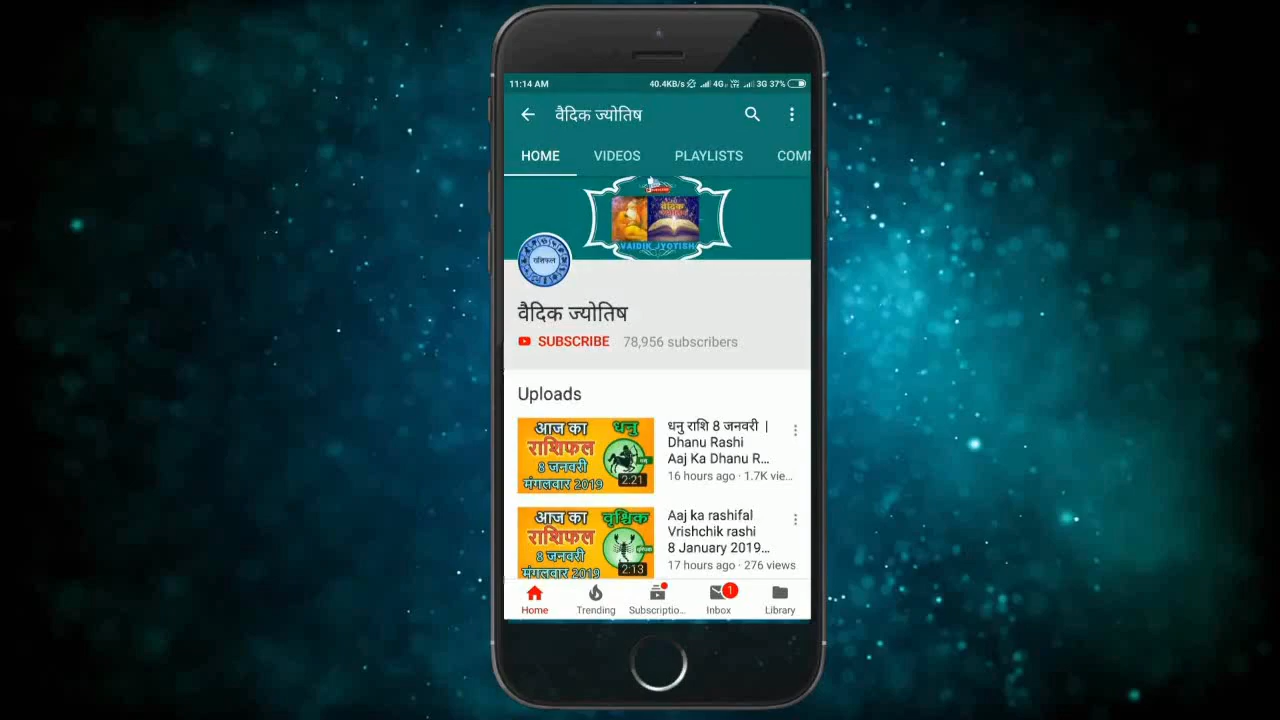 11:14 AM
40.4KB/s 4G VoLTE 3G 37%
वैदिक ज्योतिष
HOME VIDEOS PLAYLISTS COMM
वैदिक
VAIDIK JYOTISH
राशिफल
वैदिक ज्योतिष
SUBSCRIBE 78,956 subscribers
Uploads
आज का धनु
राशिफल
8 जनवरी
मंगलवार 2019
2:21
धनु राशि 8 जनवरी |
Dhanu Rashi
Aaj Ka Dhanu R...
16 hours ago · 1.7K vie...
आज का वृश्चिक
राशिफल
8 जनवरी
मंगलवार 2019
2:13
Aaj ka rashifal
Vrishchik rashi
8 January 2019...
17 hours ago · 276 views
1
Home Trending Subscriptio... Inbox Library